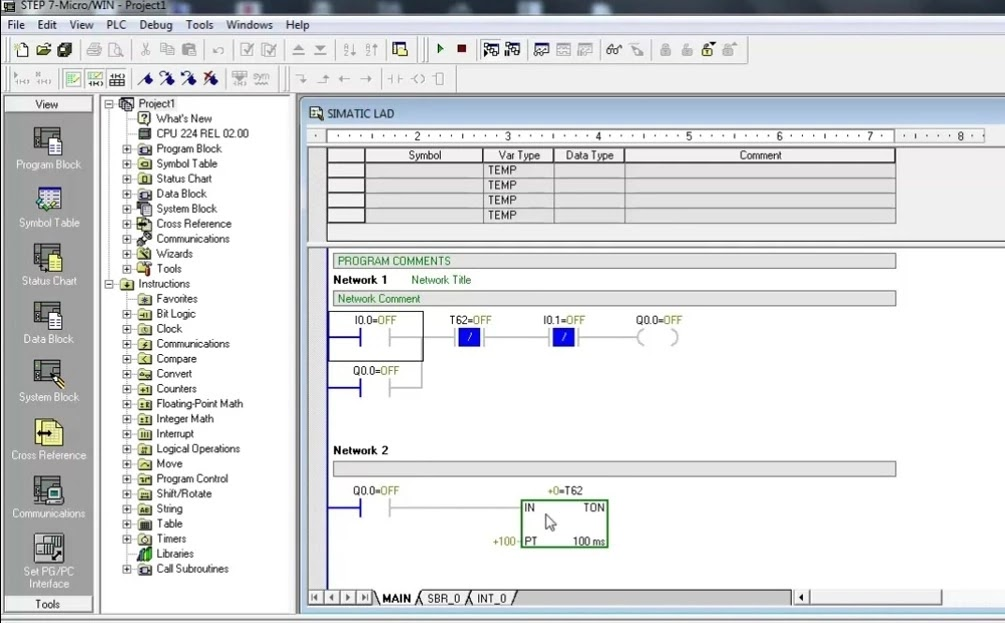 STEP 7-Micro/WIN - Project1
File Edit View PLC Debug Tools Windows Help
sym
View
Program Block
Symbol Table
Status Chart
Data Block
System Block
Cross Reference
Communications
Set PG/PC
Interface
Tools
Project1
What's New
CPU 224 REL 02.00
Program Block
Symbol Table
Status Chart
Data Block
System Block
Cross Reference
Communications
Wizards
Tools
Instructions
Favorites
Bit Logic
Clock
Communications
Compare
Convert
Counters
Floating-Point Math
Integer Math
Interrupt
Logical Operations
Move
Program Control
Shift/Rotate
String
Table
Timers
Libraries
Call Subroutines
SIMATIC LAD
2 3 4 5 6 7 8
Symbol Var Type Data Type Comment
TEMP
TEMP
TEMP
TEMP
PROGRAM COMMENTS
Network 1 Network Title
Network Comment
I0.0=OFF T62=OFF I0.1=OFF Q0.0=OFF
/ /
Q0.0=OFF
Network 2
Q0.0=OFF +0=T62
IN TON
+100 PT 100 ms
MAIN SBR_0 INT_0